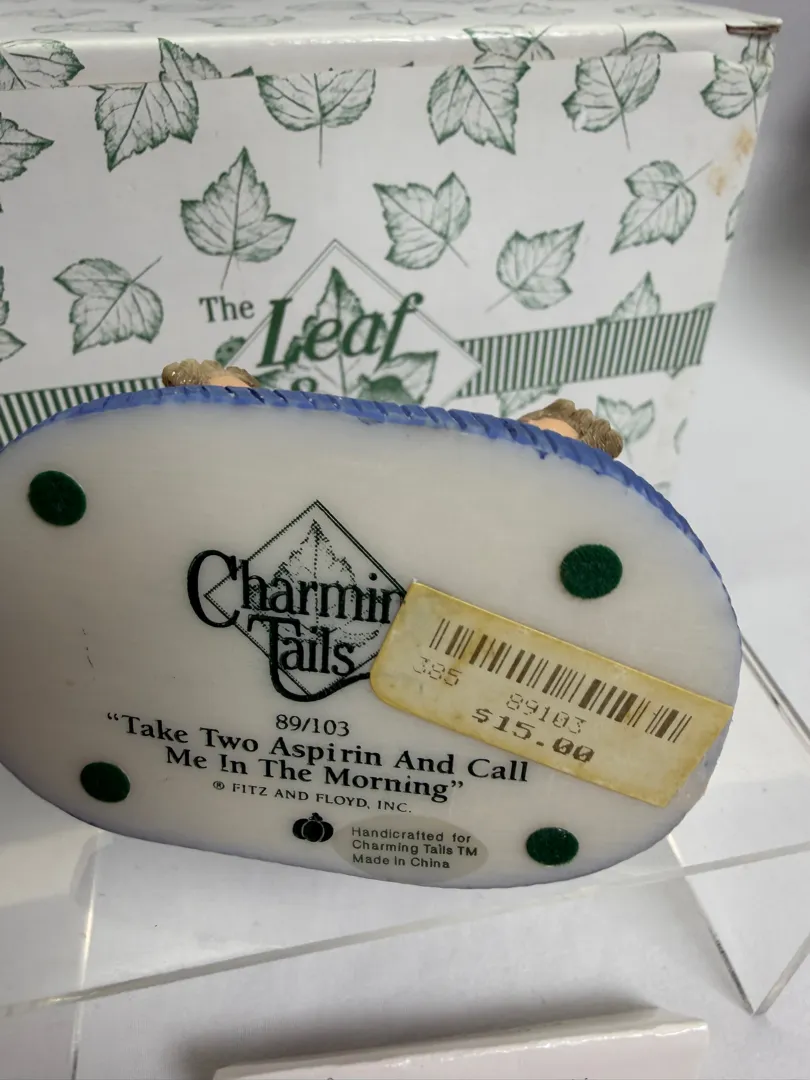 The
Leaf
&
Charmin
Tails
385 89103
$15.00
89/103
"Take Two Aspirin And Call
Me In The Morning"
® FITZ AND FLOYD, INC.
Handicrafted for
Charming Tails TM
Made In China